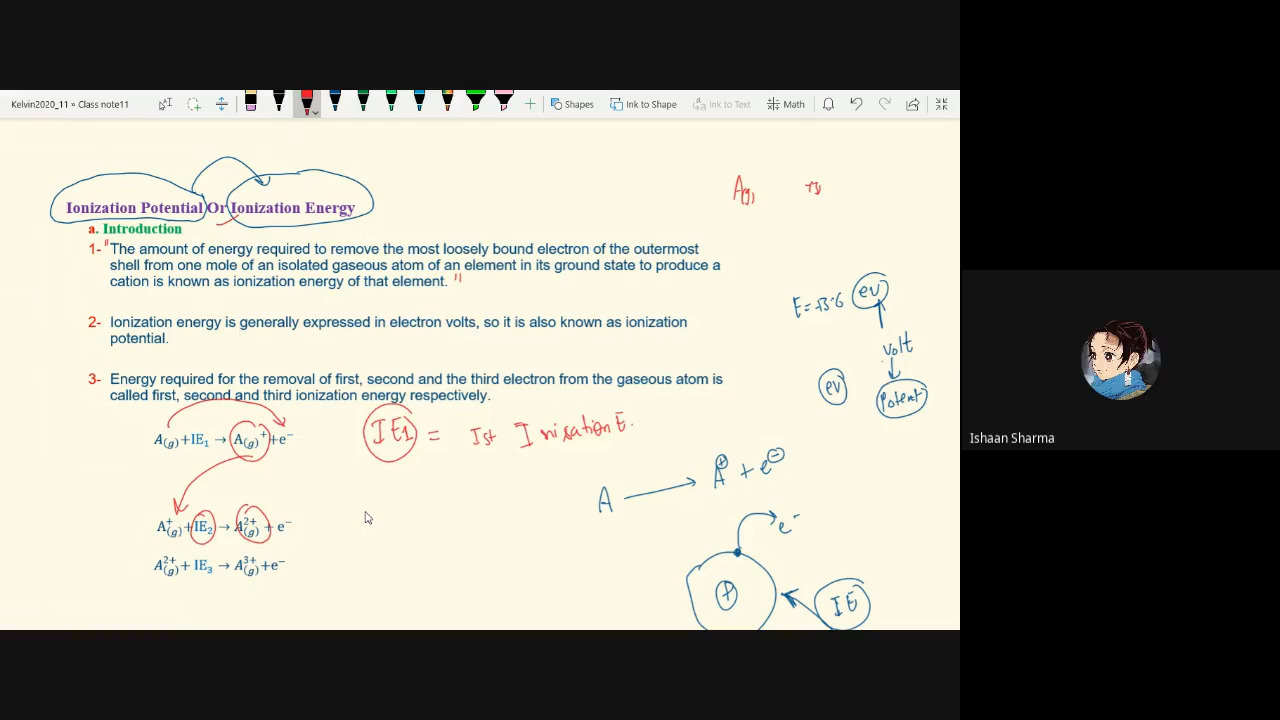 Kelvin2020_11 » Class note11
Shapes Ink to Shape Ink to Text Math
Ionization Potential Or Ionization Energy
a. Introduction
1- "The amount of energy required to remove the most loosely bound electron of the outermost
shell from one mole of an isolated gaseous atom of an element in its ground state to produce a
cation is known as ionization energy of that element. "
2- Ionization energy is generally expressed in electron volts, so it is also known as ionization
potential.
3- Energy required for the removal of first, second and the third electron from the gaseous atom is
called first, second and third ionization energy respectively.
A(g) + IE₁ → A(g)⁺ + e⁻
IE1 = Ist Inisation E.
A⁺(g) + IE₂ → A²⁺(g) + e⁻
A²⁺(g) + IE₃ → A³⁺(g) + e⁻
A(g)
ev
volt
ev
Potent
A → A⊕ + e⊖
e⁻
+
IE
Ishaan Sharma